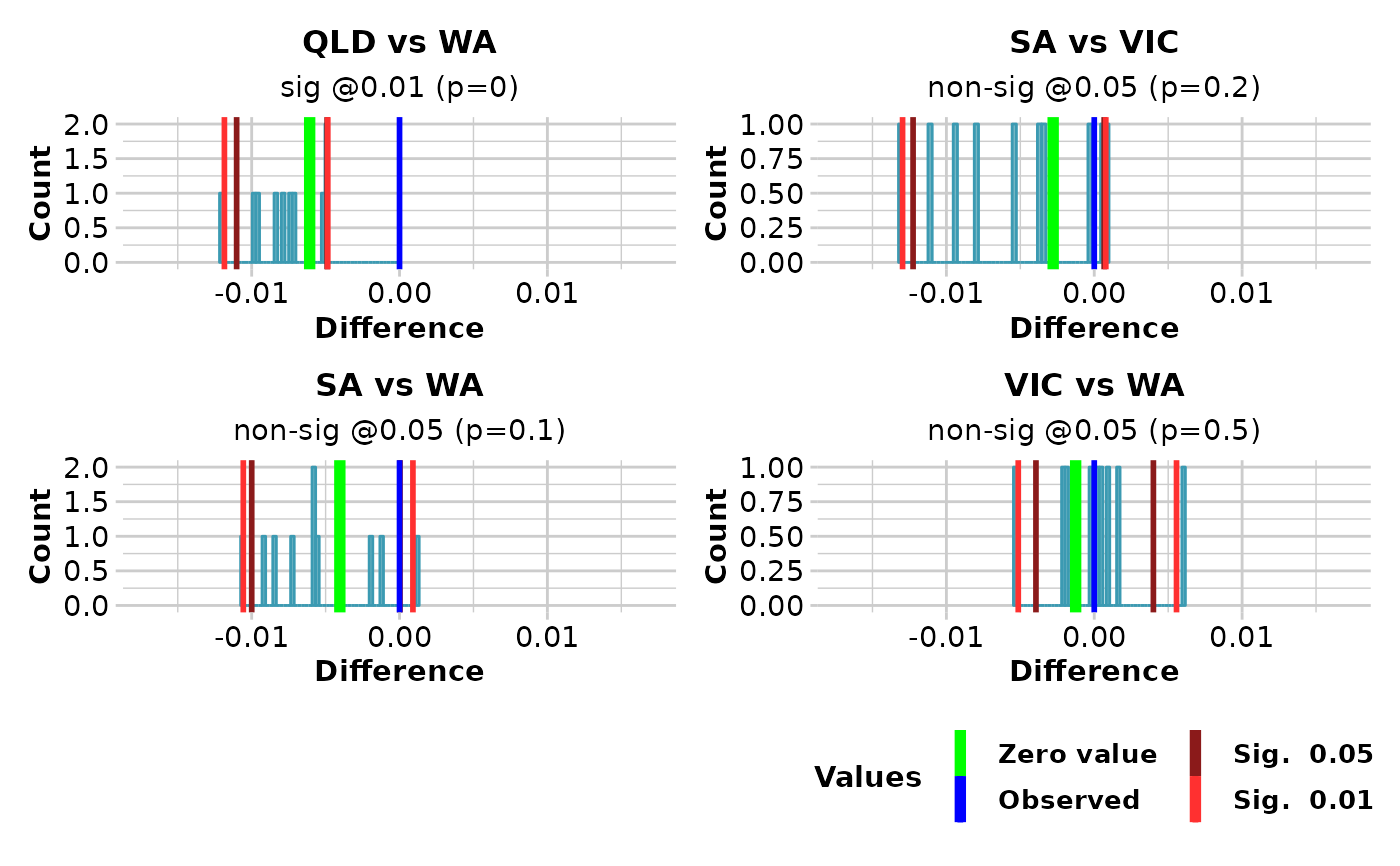 QLD vs WA
sig @0.01 (p=0)
Count
2.0
1.5
1.0
0.5
0.0
-0.01 0.00 0.01
Difference
SA vs VIC
non-sig @0.05 (p=0.2)
Count
1.00
0.75
0.50
0.25
0.00
-0.01 0.00 0.01
Difference
SA vs WA
non-sig @0.05 (p=0.1)
Count
2.0
1.5
1.0
0.5
0.0
-0.01 0.00 0.01
Difference
VIC vs WA
non-sig @0.05 (p=0.5)
Count
1.00
0.75
0.50
0.25
0.00
-0.01 0.00 0.01
Difference
Values
Zero value
Observed
Sig.  0.05
Sig.  0.01